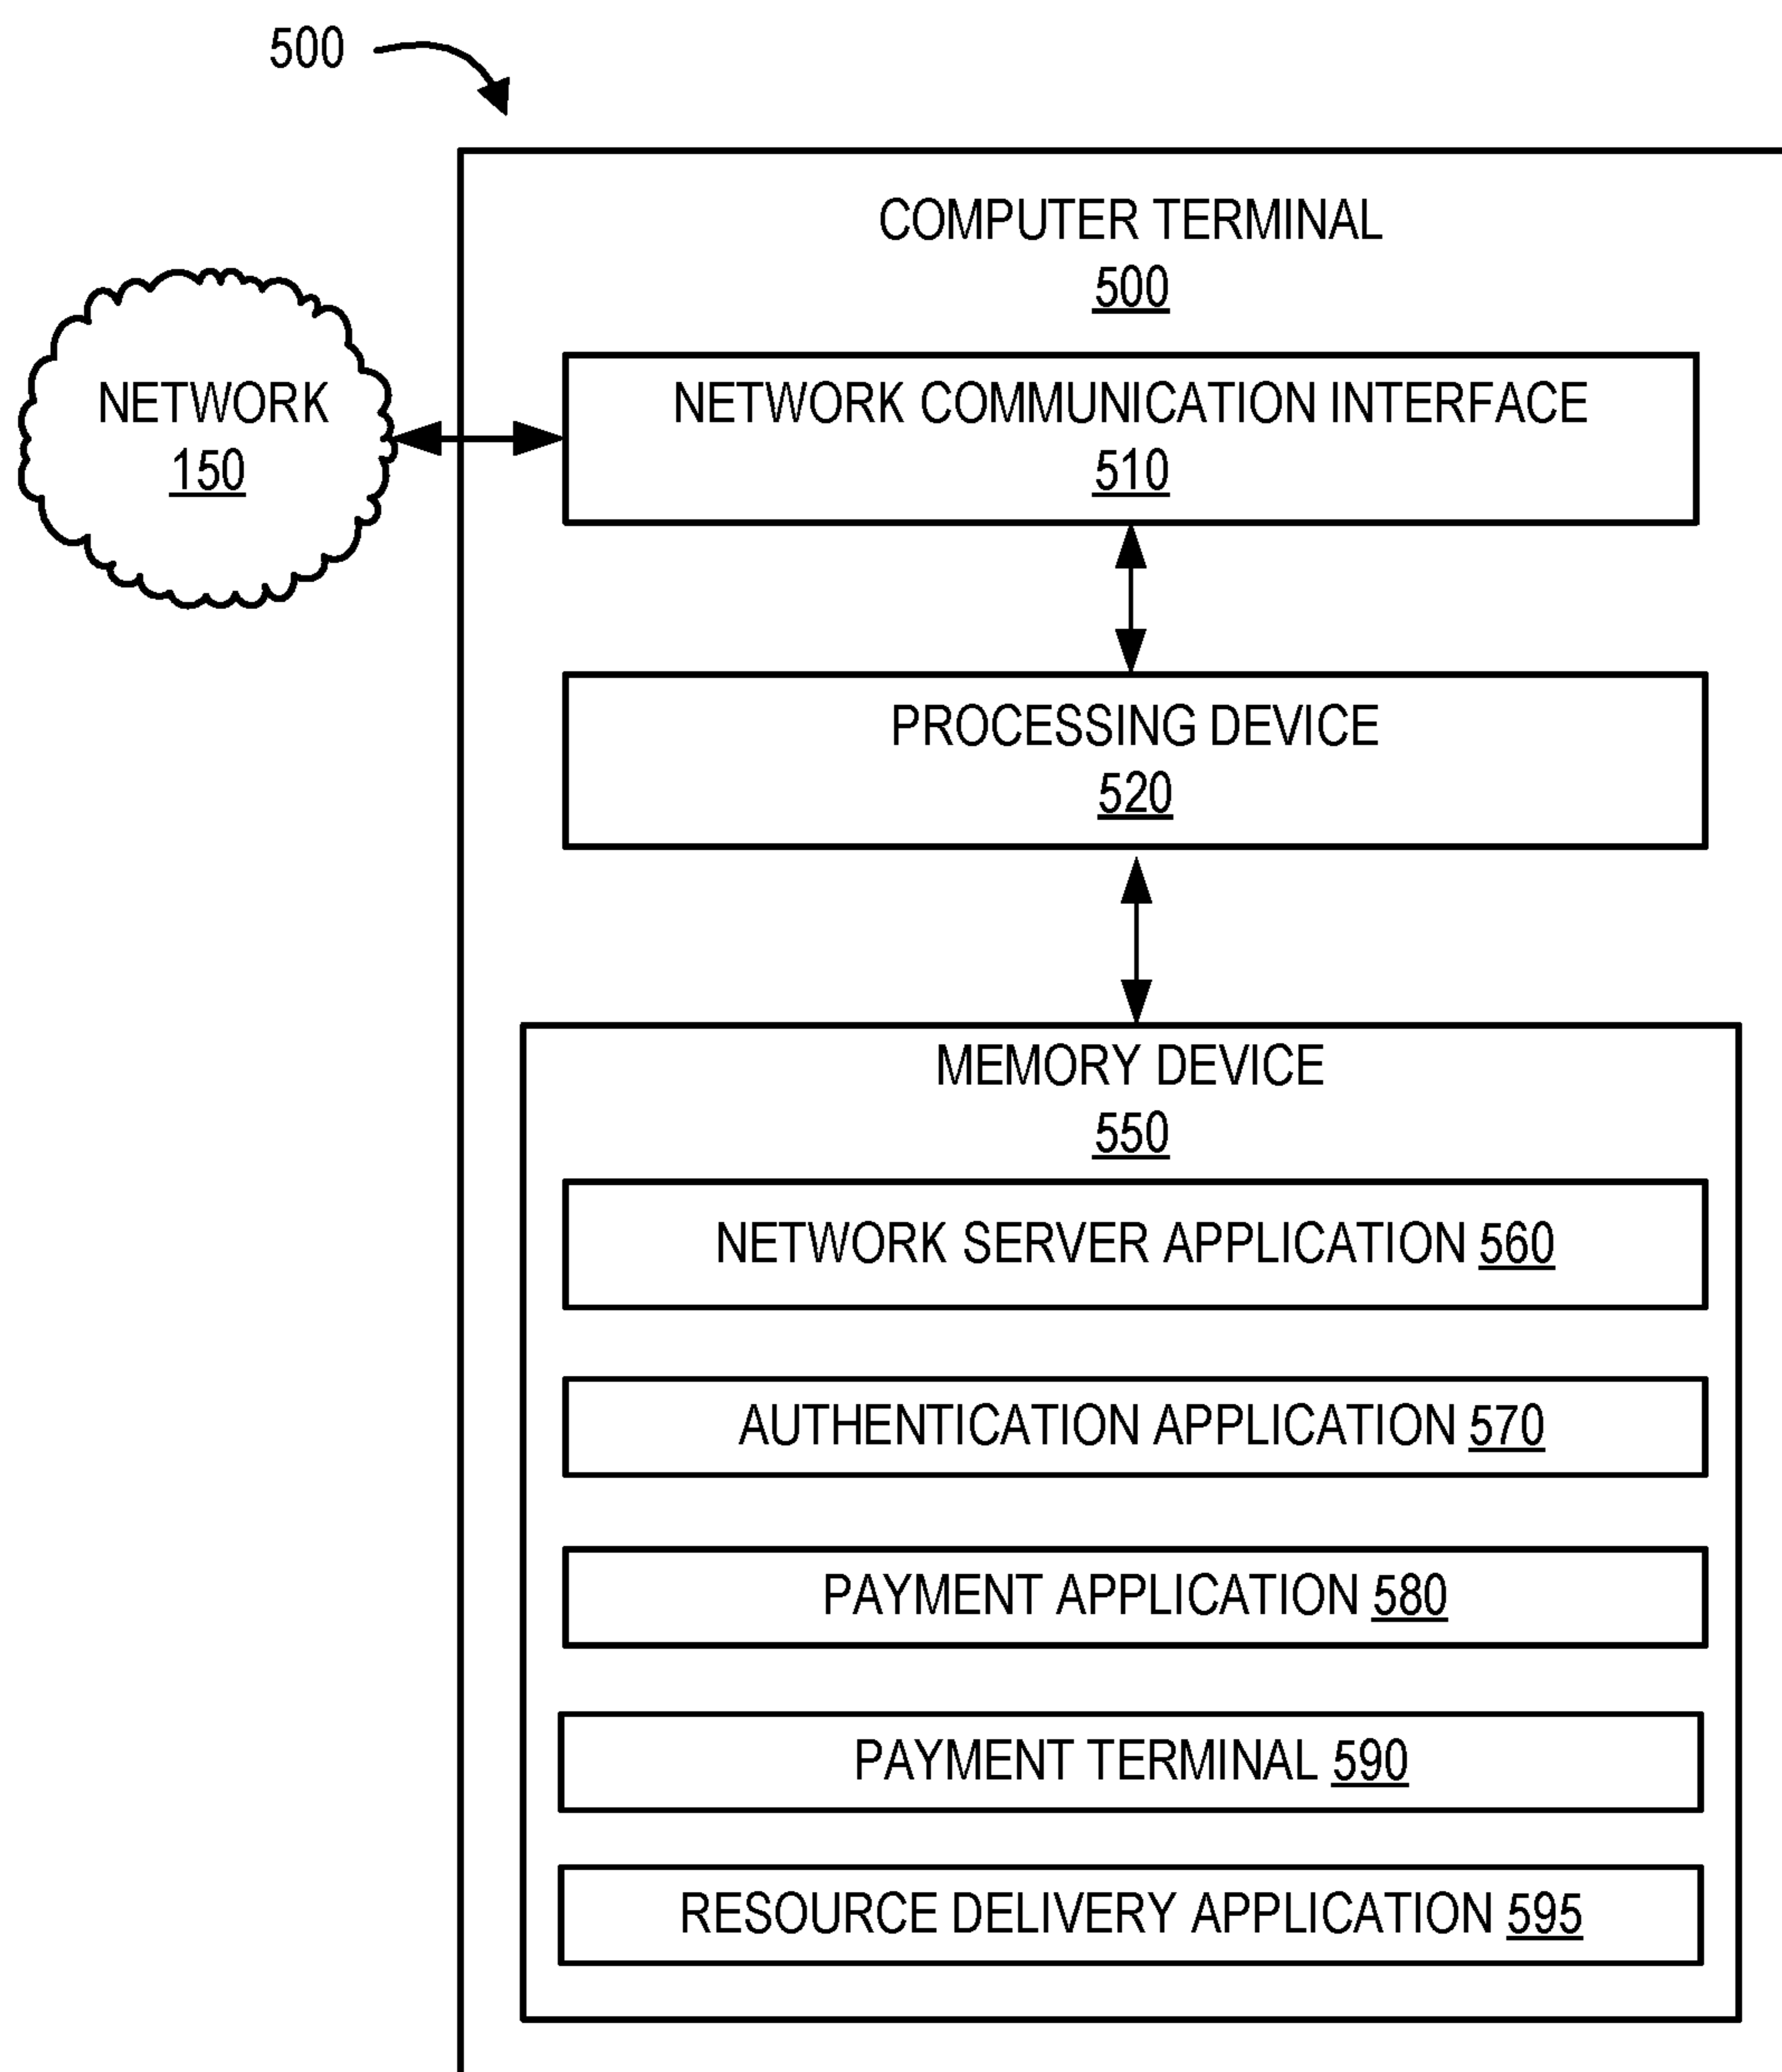 500
COMPUTER TERMINAL
500
NETWORK
150
NETWORK COMMUNICATION INTERFACE
510
PROCESSING DEVICE
520
MEMORY DEVICE
550
NETWORK SERVER APPLICATION 560
AUTHENTICATION APPLICATION 570
PAYMENT APPLICATION 580
PAYMENT TERMINAL 590
RESOURCE DELIVERY APPLICATION 595